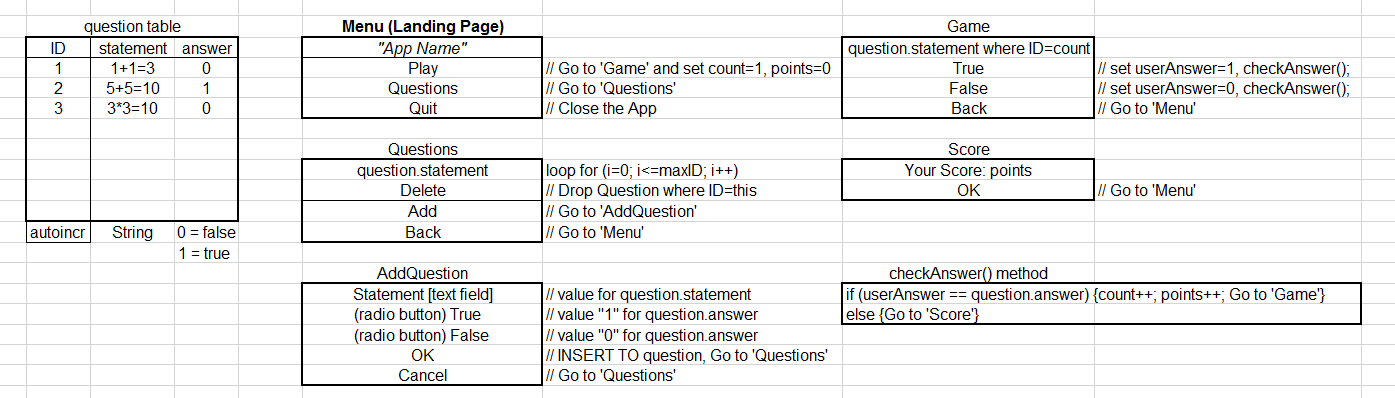 question table
ID statement answer
1 1+1=3 0
2 5+5=10 1
3 3*3=10 0
autoincr String 0 = false
1 = true
Menu (Landing Page)
"App Name"
Play // Go to 'Game' and set count=1, points=0
Questions // Go to 'Questions'
Quit // Close the App
Questions
question.statement loop for (i=0; i<=maxID; i++)
Delete // Drop Question where ID=this
Add // Go to 'AddQuestion'
Back // Go to 'Menu'
AddQuestion
Statement [text field] // value for question.statement
(radio button) True // value "1" for question.answer
(radio button) False // value "0" for question.answer
OK // INSERT TO question, Go to 'Questions'
Cancel // Go to 'Questions'
Game
question.statement where ID=count
True // set userAnswer=1, checkAnswer();
False // set userAnswer=0, checkAnswer();
Back // Go to 'Menu'
Score
Your Score: points
OK // Go to 'Menu'
checkAnswer() method
if (userAnswer == question.answer) {count++; points++; Go to 'Game'}
else {Go to 'Score'}